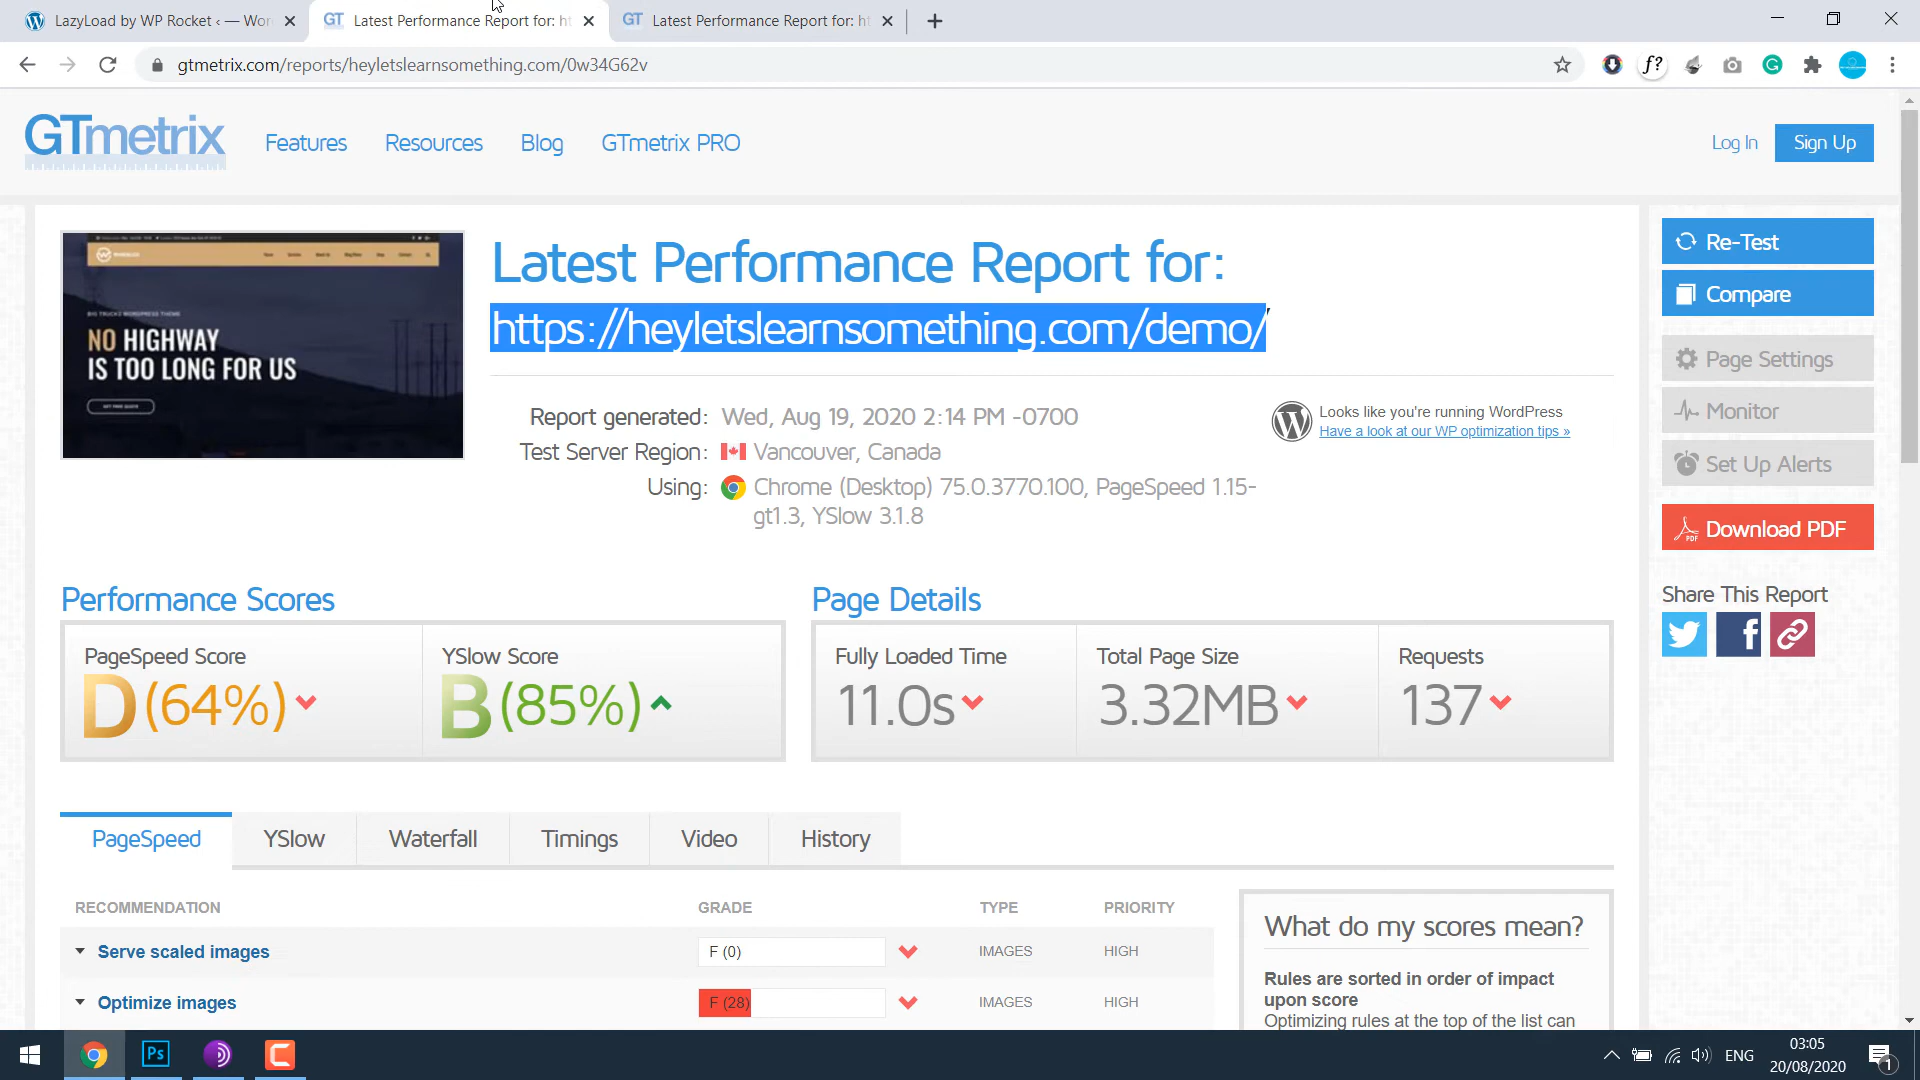 LazyLoad by WP Rocket ‹ — Wor
GT Latest Performance Report for: ht
GT Latest Performance Report for: ht
gtmetrix.com/reports/heyletslearnsomething.com/0w34G62v
f?
GTmetrix
Features
Resources
Blog
GTmetrix PRO
Log In
Sign Up
NO HIGHWAY
IS TOO LONG FOR US
Latest Performance Report for:
https://heyletslearnsomething.com/demo/
Report generated: Wed, Aug 19, 2020 2:14 PM -0700
Test Server Region: Vancouver, Canada
Using: Chrome (Desktop) 75.0.3770.100, PageSpeed 1.15-
gt1.3, YSlow 3.1.8
Looks like you're running WordPress
Have a look at our WP optimization tips »
Re-Test
Compare
Page Settings
Monitor
Set Up Alerts
PDF Download PDF
Share This Report
Performance Scores
PageSpeed Score
D (64%)
YSlow Score
B (85%)
Page Details
Fully Loaded Time
11.0s
Total Page Size
3.32MB
Requests
137
PageSpeed
YSlow
Waterfall
Timings
Video
History
RECOMMENDATION GRADE TYPE PRIORITY
Serve scaled images F (0) IMAGES HIGH
Optimize images F (28) IMAGES HIGH
What do my scores mean?
Rules are sorted in order of impact
upon score
Optimizing rules at the top of the list can
Ps
ENG
03:05
20/08/2020
1